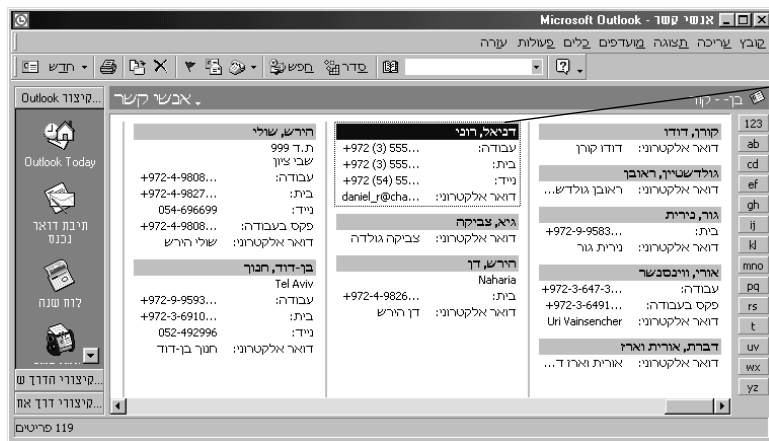 אנשי קשר - Microsoft Outlook
קובץ עריכה תצוגה מועדפים כלים פעולות עזרה
חדש
חפש
סדר
בן- - קור
אנשי קשר
קיצור Outlook...
Outlook Today
תיבת דואר
נכנס
לוח שנה
קיצורי הדרך ש...
קיצורי דרך אח...
123
ab
cd
ef
gh
ij
kl
mno
pq
rs
t
uv
wx
yz
קורן, דודו
דואר אלקטרוני: דודו קורן
גולדשטיין, ראובן
דואר אלקטרוני: ראובן גולדש...
גור, נירית
בית: +972-9-9583...
דואר אלקטרוני: נירית גור
אורי, ווינסנשר
עבודה: +972-3-647-3...
פקס בעבודה: +972-3-6491...
דואר אלקטרוני: Uri Vainsencher
דברת, אורית וארז
דואר אלקטרוני: אורית וארז ד...
דניאל, רוני
עבודה: +972 (3) 555...
בית: +972 (3) 555...
נייד: +972 (54) 55...
דואר אלקטרוני: daniel_r@cha...
גיא, צביקה
דואר אלקטרוני: צביקה גולדה
הירש, דן
Naharia
בית: +972-4-9826...
דואר אלקטרוני: דן הירש
הירש, שולי
ת.ד 999
שבי ציון
עבודה: +972-4-9808...
בית: +972-4-9827...
נייד: 054-696699
פקס בעבודה: +972-4-9808...
דואר אלקטרוני: שולי הירש
בן-דוד, חנוך
Tel Aviv
עבודה: +972-9-9593...
בית: +972-3-6910...
נייד: 052-492996
דואר אלקטרוני: חנוך בן-דוד
119 פריטים